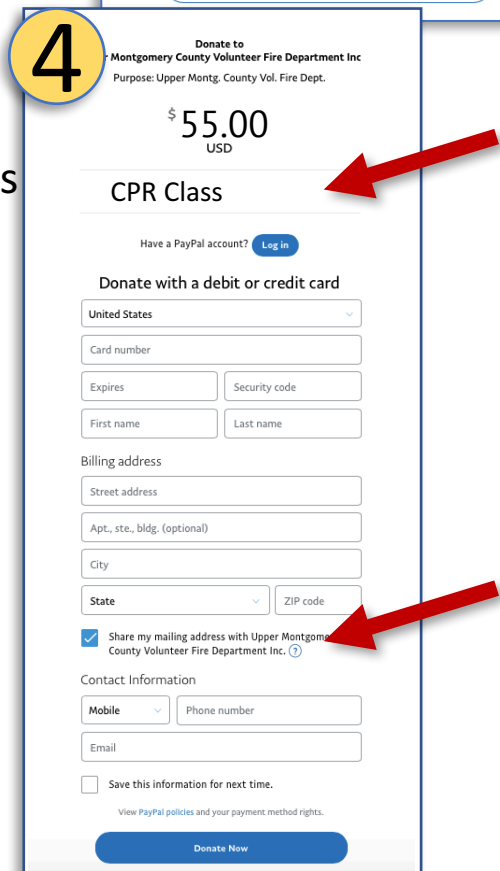 4
Donate to
r Montgomery County Volunteer Fire Department Inc
Purpose: Upper Montg. County Vol. Fire Dept.
$ 55.00
USD
s
CPR Class
Have a PayPal account? Log in
Donate with a debit or credit card
United States
Card number
Expires Security code
First name Last name
Billing address
Street address
Apt., ste., bldg. (optional)
City
State ZIP code
Share my mailing address with Upper Montgome
County Volunteer Fire Department Inc. ?
Contact Information
Mobile Phone number
Email
Save this information for next time.
View PayPal policies and your payment method rights.
Donate Now